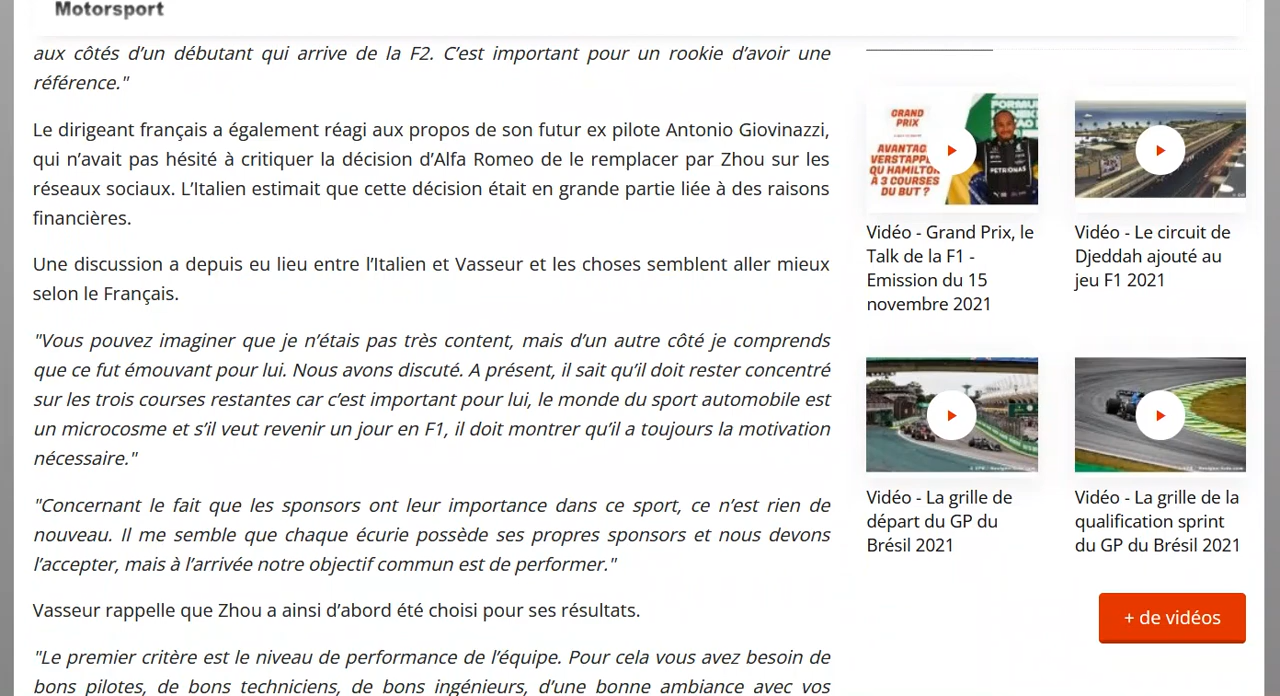 Motorsport
aux côtés d’un débutant qui arrive de la F2. C’est important pour un rookie d’avoir une
référence."
Le dirigeant français a également réagi aux propos de son futur ex pilote Antonio Giovinazzi,
qui n’avait pas hésité à critiquer la décision d’Alfa Romeo de le remplacer par Zhou sur les
réseaux sociaux. L’Italien estimait que cette décision était en grande partie liée à des raisons
financières.
Une discussion a depuis eu lieu entre l’Italien et Vasseur et les choses semblent aller mieux
selon le Français.
"Vous pouvez imaginer que je n’étais pas très content, mais d’un autre côté je comprends
que ce fut émouvant pour lui. Nous avons discuté. A présent, il sait qu’il doit rester concentré
sur les trois courses restantes car c’est important pour lui, le monde du sport automobile est
un microcosme et s’il veut revenir un jour en F1, il doit montrer qu’il a toujours la motivation
nécessaire."
"Concernant le fait que les sponsors ont leur importance dans ce sport, ce n’est rien de
nouveau. Il me semble que chaque écurie possède ses propres sponsors et nous devons
l’accepter, mais à l’arrivée notre objectif commun est de performer."
Vasseur rappelle que Zhou a ainsi d’abord été choisi pour ses résultats.
"Le premier critère est le niveau de performance de l’équipe. Pour cela vous avez besoin de
bons pilotes, de bons techniciens, de bons ingénieurs, d’une bonne ambiance avec vos
GRAND
PRIX
AVANTAG
VERSTAPPE
QU HAMILTON
À 3 COURSES
DU BUT ?
PETRONAS
Vidéo - Grand Prix, le
Talk de la F1 -
Emission du 15
novembre 2021
Vidéo - Le circuit de
Djeddah ajouté au
jeu F1 2021
Vidéo - La grille de
départ du GP du
Brésil 2021
Vidéo - La grille de la
qualification sprint
du GP du Brésil 2021
+ de vidéos